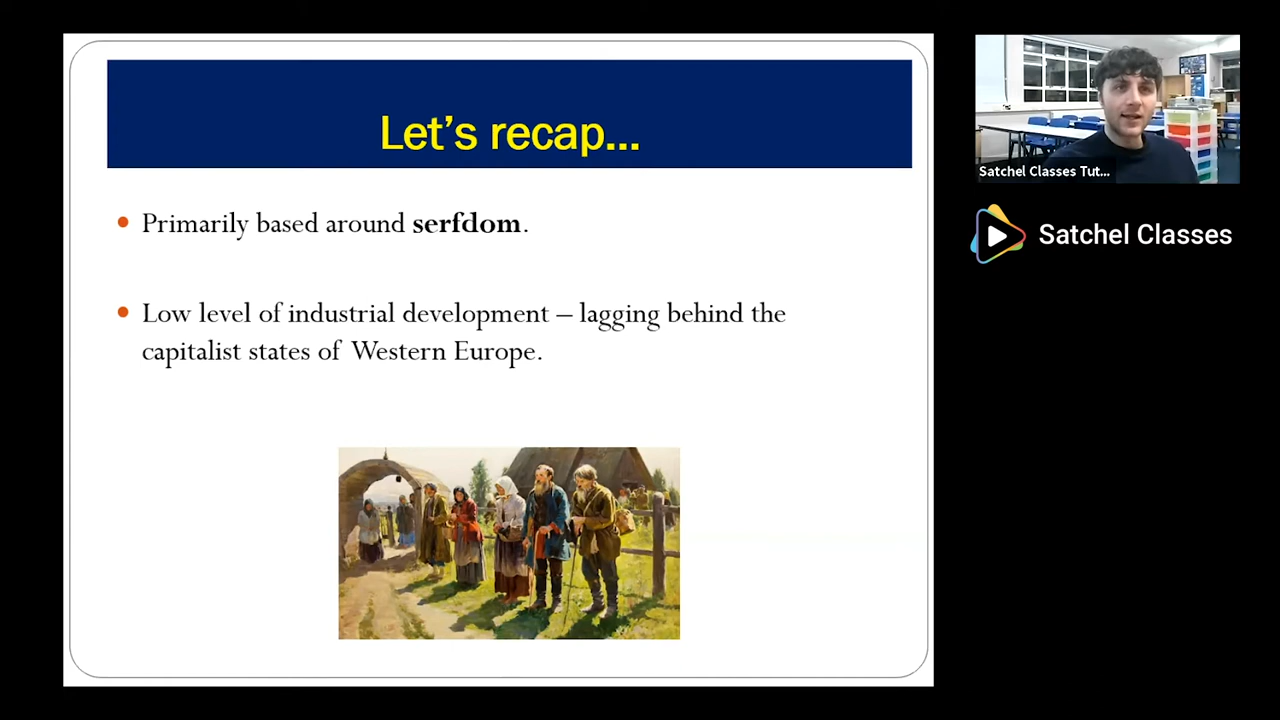 Let's recap...
• Primarily based around serfdom.
• Low level of industrial development – lagging behind the
capitalist states of Western Europe.
Satchel Classes Tut...
Satchel Classes